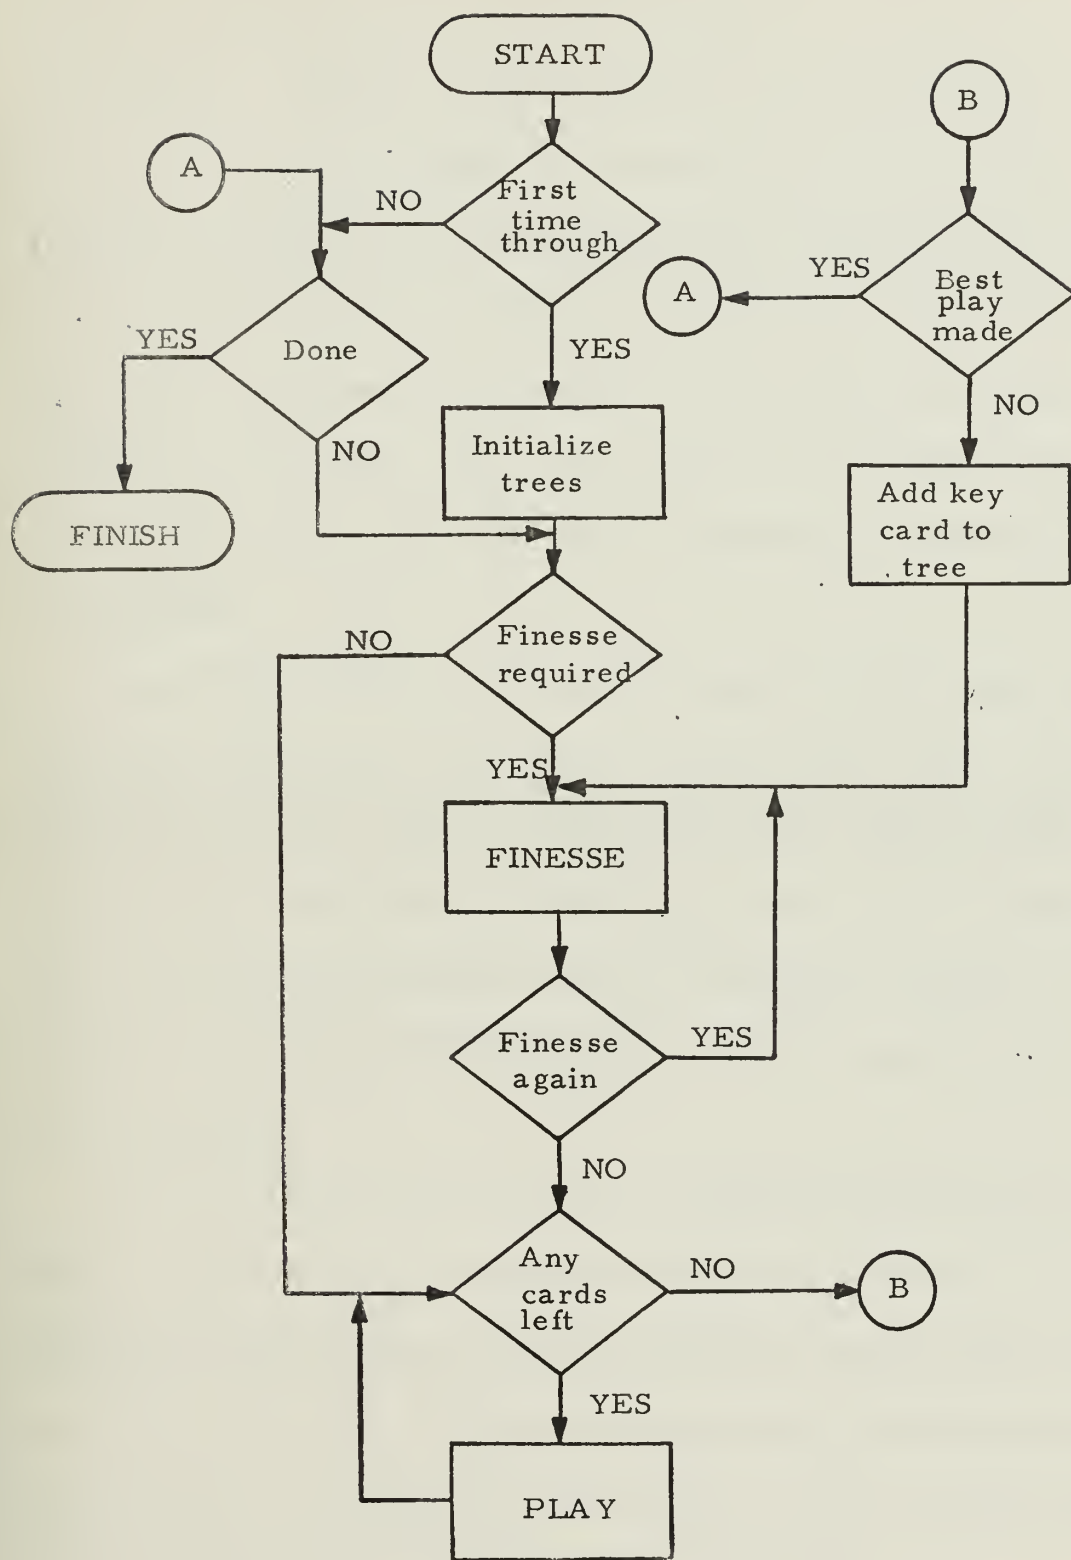 START
B
A
NO
First
time
through
YES
A
Best
play
made
YES
Done
YES
NO
Initialize
trees
NO
Add key
card to
tree
FINISH
NO
Finesse
required
YES
FINESSE
Finesse
again
YES
NO
Any
cards
left
NO
B
YES
PLAY